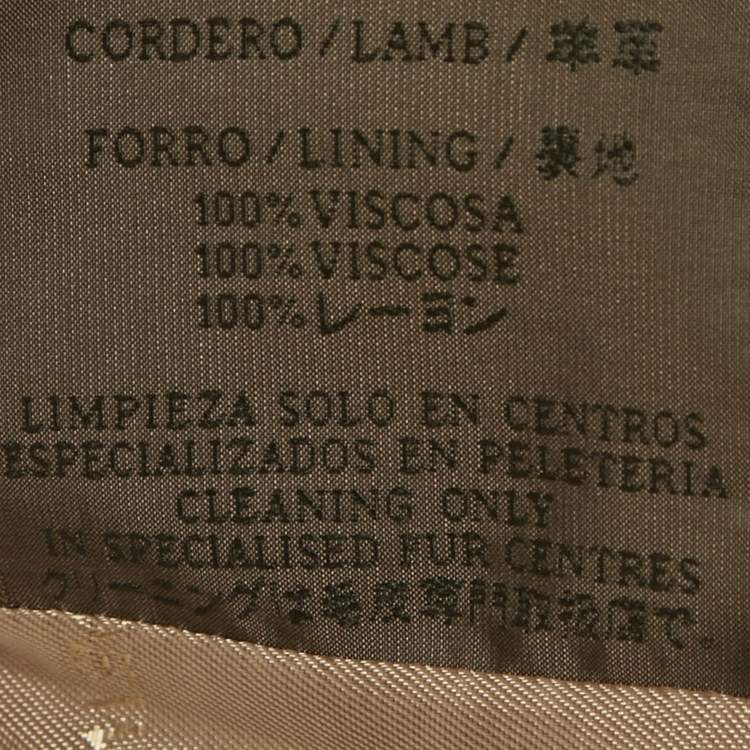 CORDERO / LAMB / 羊革
FORRO / LINING / 裏地
100% VISCOSA
100% VISCOSE
100% レーヨン
LIMPIEZA SOLO EN CENTROS
ESPECIALIZADOS EN PELETERIA
CLEANING ONLY
IN SPECIALISED FUR CENTRES
クリーニングは毛皮専門取扱店で。